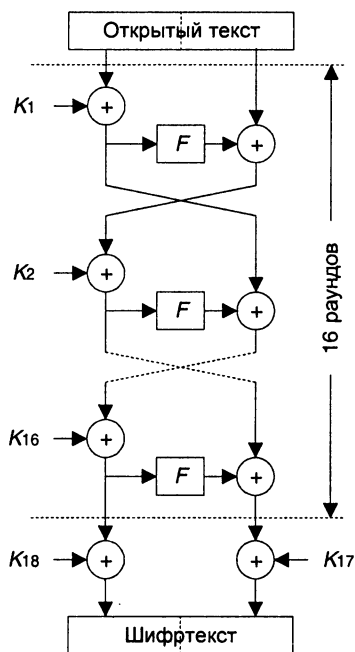 Открытый текст
K1
+
F
+
K2
+
F
+
16 раундов
K16
+
F
+
K18
+
+
K17
Шифртекст